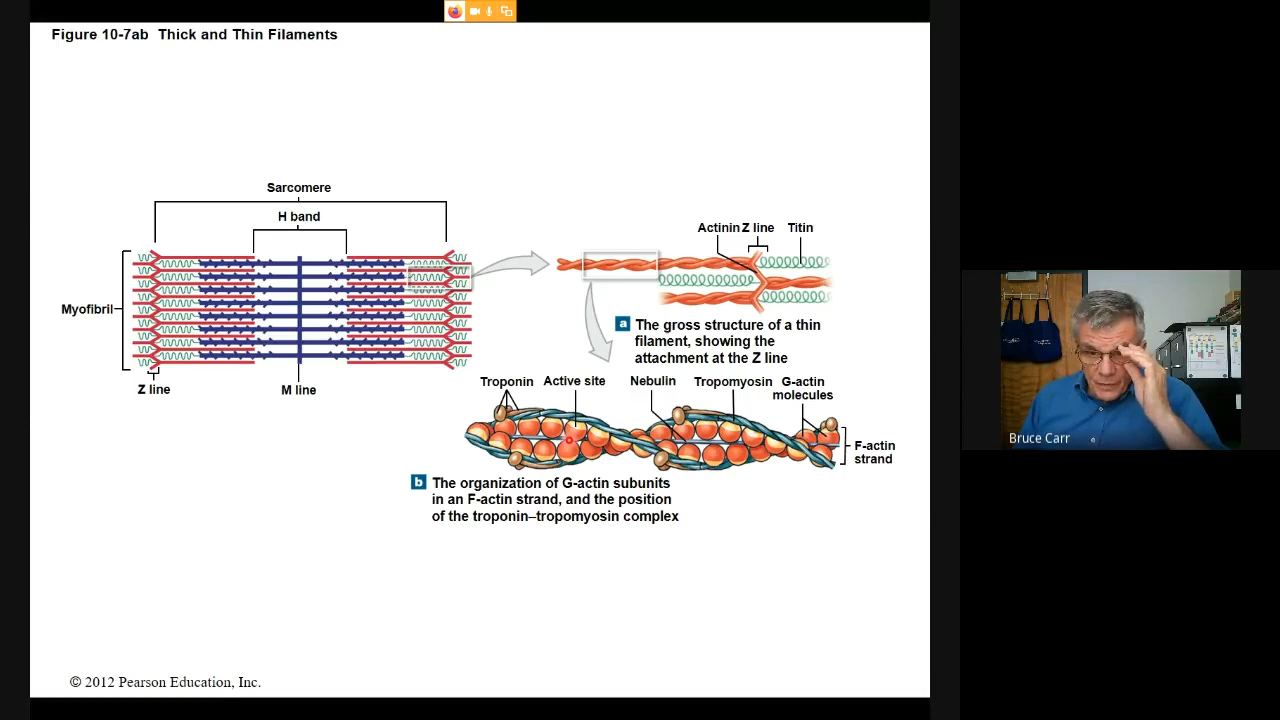 Figure 10-7ab Thick and Thin Filaments
Sarcomere
H band
Myofibril
Z line
M line
Actinin
Z line
Titin
a The gross structure of a thin
filament, showing the
attachment at the Z line
Troponin
Active site
Nebulin
Tropomyosin
G-actin
molecules
F-actin
strand
b The organization of G-actin subunits
in an F-actin strand, and the position
of the troponin–tropomyosin complex
© 2012 Pearson Education, Inc.
Bruce Carr